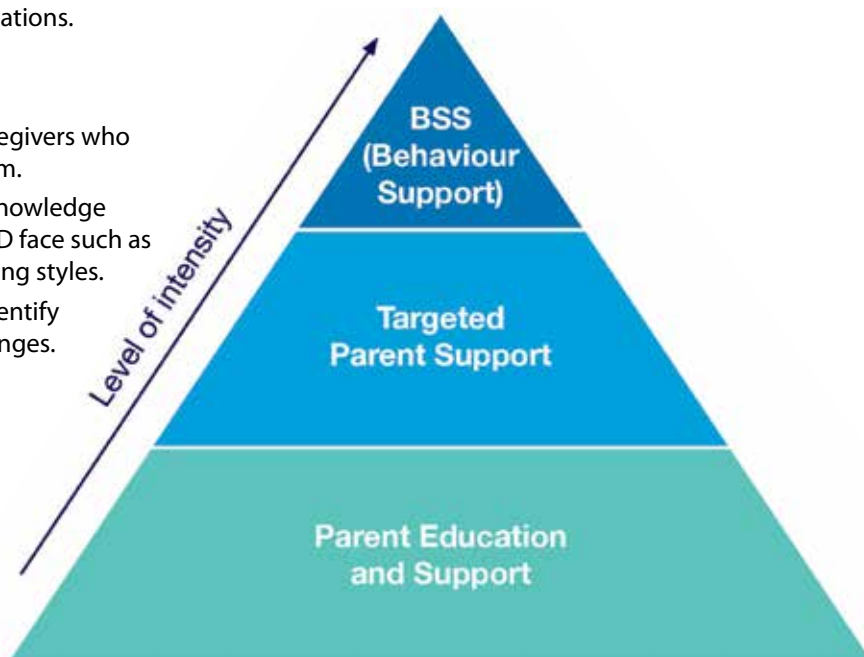 ations.
egivers who
m.
nowledge
D face such as
ing styles.
entify
nges.
Level of intensity
BSS
(Behaviour
Support)
Targeted
Parent Support
Parent Education
and Support